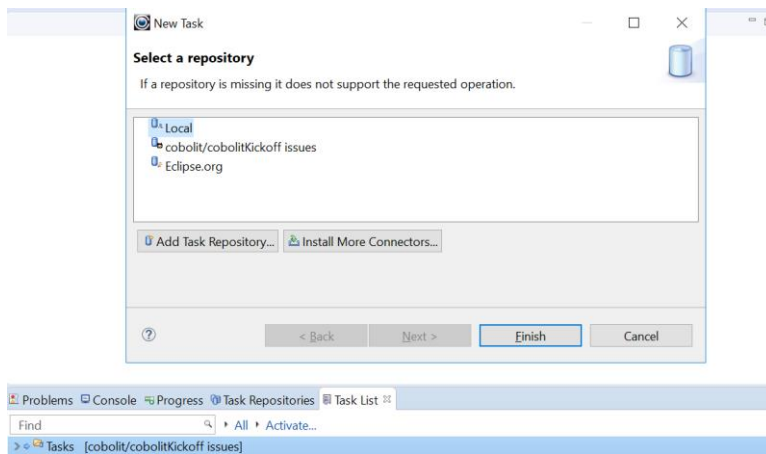 New Task
Select a repository
If a repository is missing it does not support the requested operation.
Local
cobolit/cobolitKickoff issues
Eclipse.org
Add Task Repository... Install More Connectors...
< Back Next > Finish Cancel
Problems Console Progress Task Repositories Task List
Find All Activate...
Tasks [cobolit/cobolitKickoff issues]